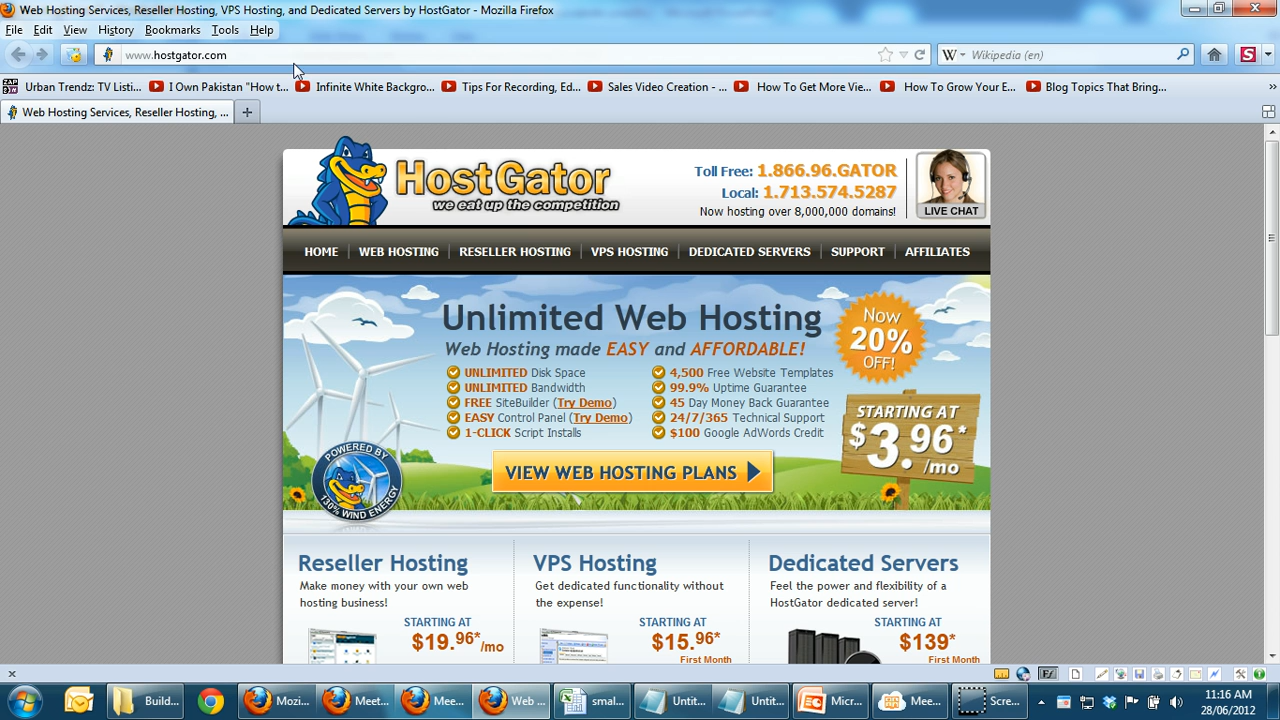 Web Hosting Services, Reseller Hosting, VPS Hosting, and Dedicated Servers by HostGator - Mozilla Firefox
File Edit View History Bookmarks Tools Help
www.hostgator.com
W Wikipedia (en)
S
Urban Trendz: TV Listi... I Own Pakistan "How t... Infinite White Backgro... Tips For Recording, Ed... Sales Video Creation - ... How To Get More Vie... How To Grow Your E... Blog Topics That Bring... »
Web Hosting Services, Reseller Hosting, ... +
HostGator
we eat up the competition
Toll Free: 1.866.96.GATOR
Local: 1.713.574.5287
Now hosting over 8,000,000 domains!
LIVE CHAT
HOME WEB HOSTING RESELLER HOSTING VPS HOSTING DEDICATED SERVERS SUPPORT AFFILIATES
Unlimited Web Hosting
Web Hosting made EASY and AFFORDABLE!
UNLIMITED Disk Space
UNLIMITED Bandwidth
FREE SiteBuilder (Try Demo)
EASY Control Panel (Try Demo)
1-CLICK Script Installs
4,500 Free Website Templates
99.9% Uptime Guarantee
45 Day Money Back Guarantee
24/7/365 Technical Support
$100 Google AdWords Credit
Now
20%
OFF!
STARTING AT
$3.96*
/mo
VIEW WEB HOSTING PLANS
POWERED BY
130% WIND ENERGY
Reseller Hosting
Make money with your own web
hosting business!
STARTING AT
$19.96*/mo
VPS Hosting
Get dedicated functionality without
the expense!
STARTING AT
$15.96*
First Month
Dedicated Servers
Feel the power and flexibility of a
HostGator dedicated server!
STARTING AT
$139*
First Month
Build... Mozi... Meet... Mee... Web ... smal... Untit... Untit... Micr... Mee... Scre...
11:16 AM
28/06/2012